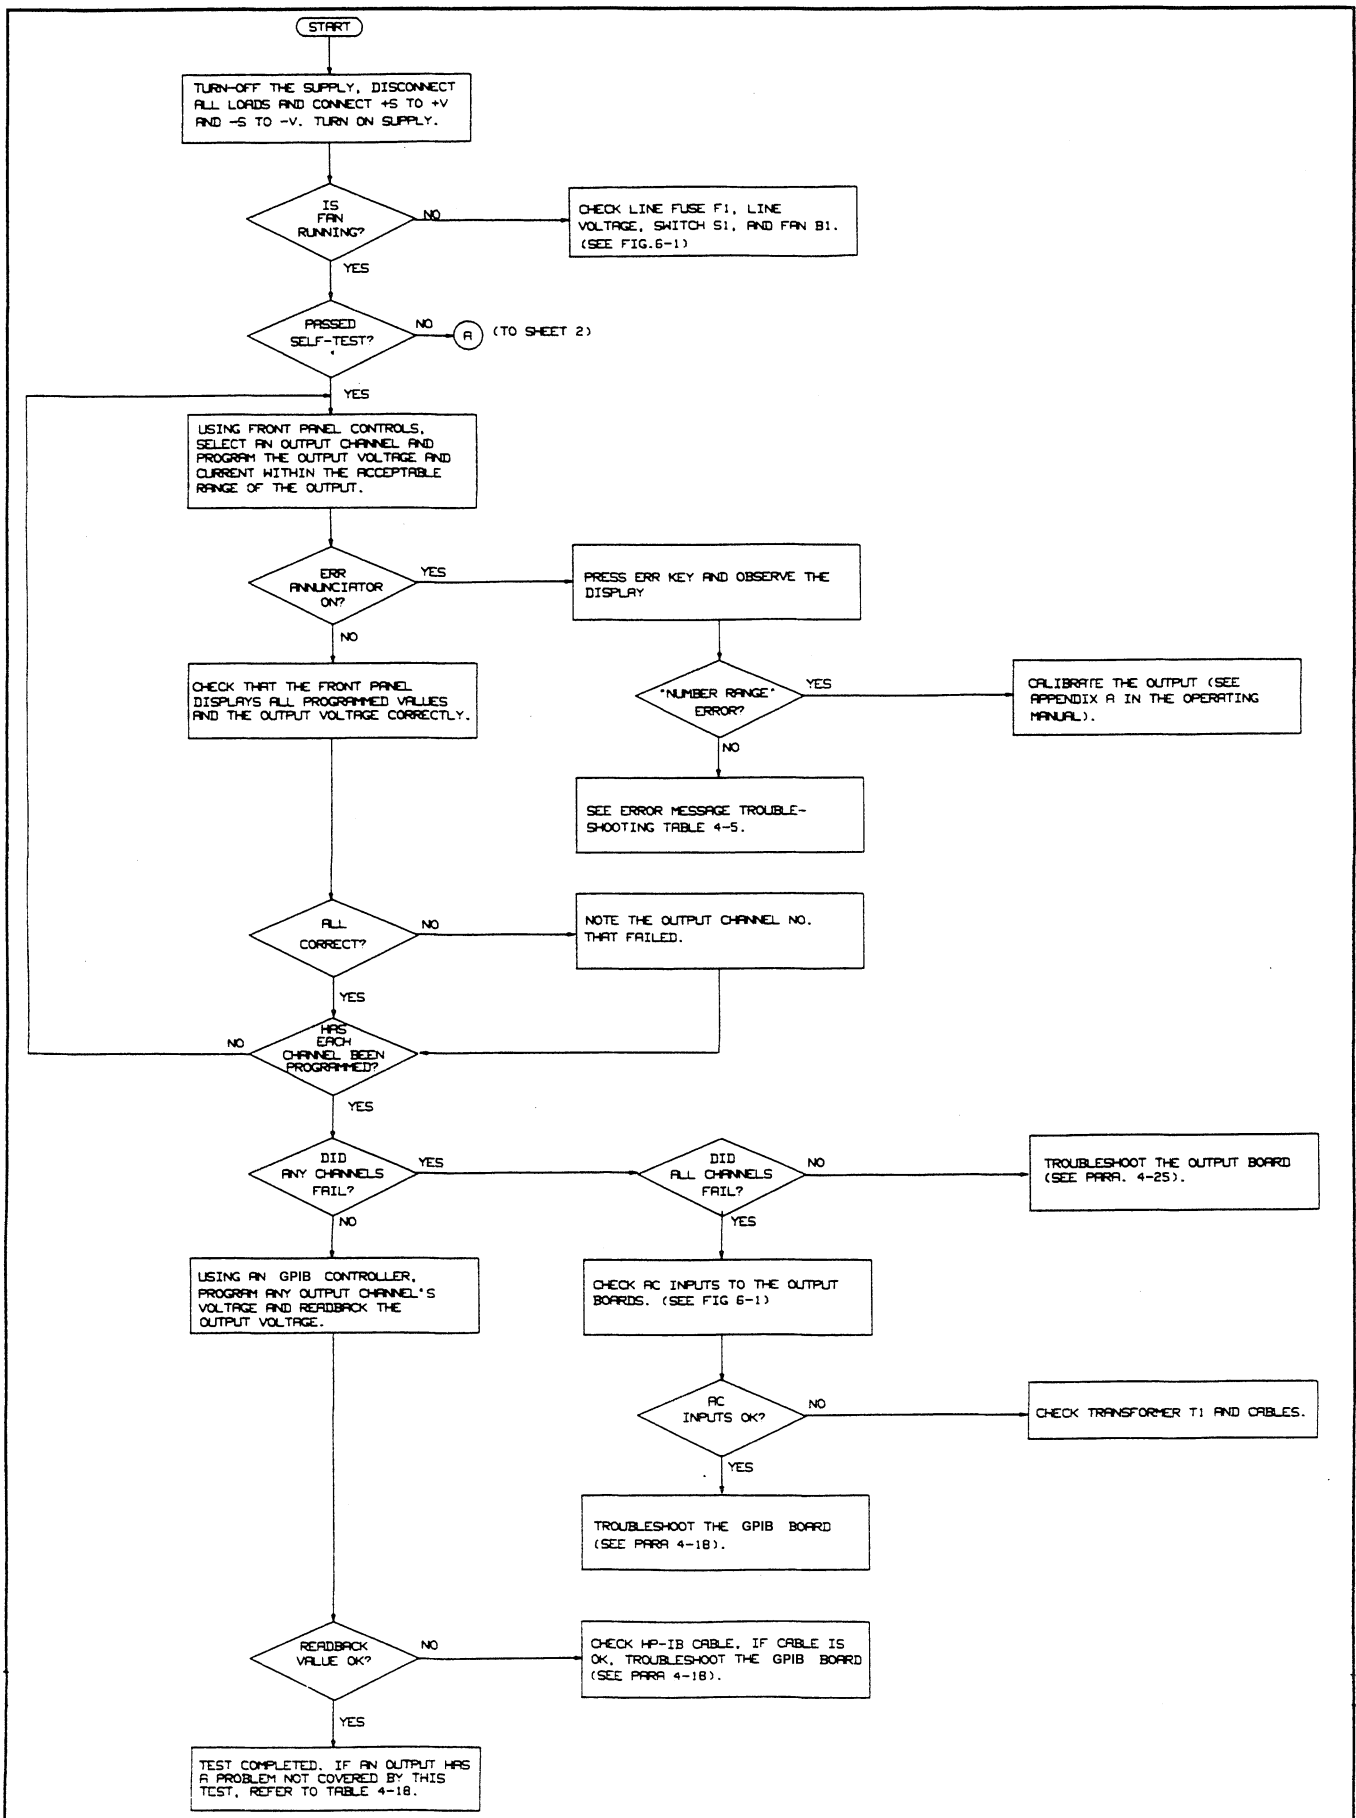 START
TURN-OFF THE SUPPLY, DISCONNECT
ALL LOADS AND CONNECT +S TO +V
AND -S TO -V. TURN ON SUPPLY.
IS
FAN
RUNNING?
NO
CHECK LINE FUSE F1, LINE
VOLTAGE, SWITCH S1, AND FAN B1.
(SEE FIG.6-1)
YES
PASSED
SELF-TEST?
NO
A
(TO SHEET 2)
YES
USING FRONT PANEL CONTROLS,
SELECT AN OUTPUT CHANNEL AND
PROGRAM THE OUTPUT VOLTAGE AND
CURRENT WITHIN THE ACCEPTABLE
RANGE OF THE OUTPUT.
ERR
ANNUNCIATOR
ON?
YES
PRESS ERR KEY AND OBSERVE THE
DISPLAY
NO
CHECK THAT THE FRONT PANEL
DISPLAYS ALL PROGRAMMED VALUES
AND THE OUTPUT VOLTAGE CORRECTLY.
"NUMBER RANGE"
ERROR?
YES
CALIBRATE THE OUTPUT (SEE
APPENDIX A IN THE OPERATING
MANUAL).
NO
SEE ERROR MESSAGE TROUBLE-
SHOOTING TABLE 4-5.
ALL
CORRECT?
NO
NOTE THE OUTPUT CHANNEL NO.
THAT FAILED.
YES
HAS
EACH
CHANNEL BEEN
PROGRAMMED?
NO
YES
DID
ANY CHANNELS
FAIL?
YES
DID
ALL CHANNELS
FAIL?
NO
TROUBLESHOOT THE OUTPUT BOARD
(SEE PARA. 4-25).
NO
YES
USING AN GPIB CONTROLLER,
PROGRAM ANY OUTPUT CHANNEL'S
VOLTAGE AND READBACK THE
OUTPUT VOLTAGE.
CHECK AC INPUTS TO THE OUTPUT
BOARDS. (SEE FIG 6-1)
AC
INPUTS OK?
NO
CHECK TRANSFORMER T1 AND CABLES.
YES
TROUBLESHOOT THE GPIB BOARD
(SEE PARA 4-18).
READBACK
VALUE OK?
NO
CHECK HP-IB CABLE, IF CABLE IS
OK, TROUBLESHOOT THE GPIB BOARD
(SEE PARA 4-18).
YES
TEST COMPLETED. IF AN OUTPUT HAS
A PROBLEM NOT COVERED BY THIS
TEST, REFER TO TABLE 4-18.